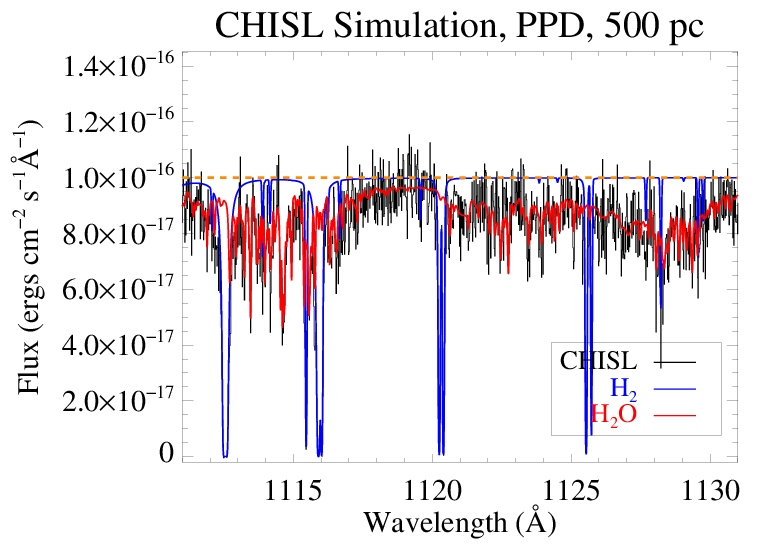 CHISL Simulation, PPD, 500 pc
Flux (ergs cm⁻² s⁻¹ Å⁻¹)
1.4×10⁻¹⁶
1.2×10⁻¹⁶
1.0×10⁻¹⁶
8.0×10⁻¹⁷
6.0×10⁻¹⁷
4.0×10⁻¹⁷
2.0×10⁻¹⁷
0
CHISL
H₂
H₂O
1115 1120 1125 1130
Wavelength (Å)